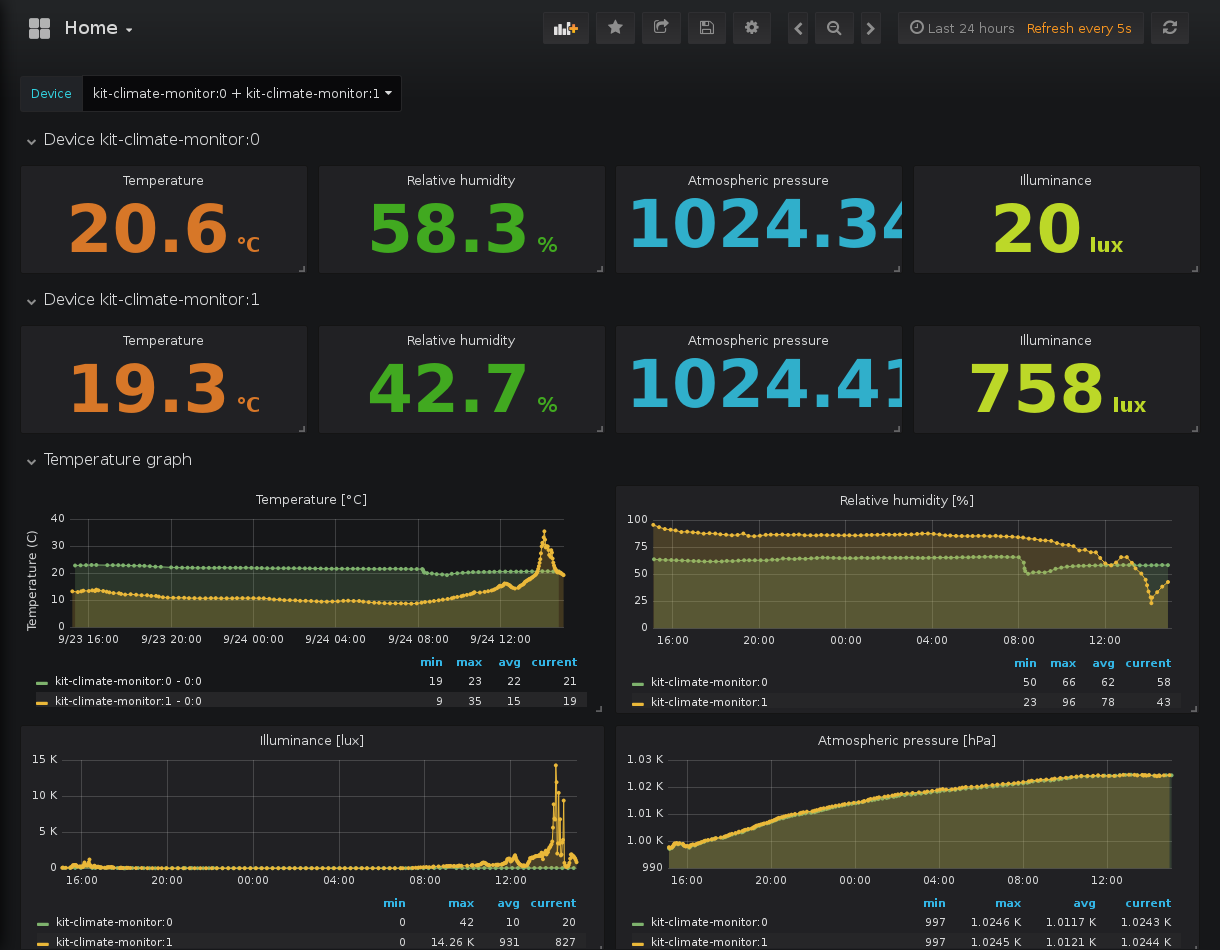 Home
Last 24 hours Refresh every 5s
Device kit-climate-monitor:0 + kit-climate-monitor:1
Device kit-climate-monitor:0
Temperature Relative humidity Atmospheric pressure Illuminance
20.6 °C 58.3 % 1024.34 20 lux
Device kit-climate-monitor:1
Temperature Relative humidity Atmospheric pressure Illuminance
19.3 °C 42.7 % 1024.41 758 lux
Temperature graph
Temperature [°C]
Temperature (C)
40
30
20
10
0
9/23 16:00 9/23 20:00 9/24 00:00 9/24 04:00 9/24 08:00 9/24 12:00
min max avg current
kit-climate-monitor:0 - 0:0 19 23 22 21
kit-climate-monitor:1 - 0:0 9 35 15 19
Relative humidity [%]
100
75
50
25
0
16:00 20:00 00:00 04:00 08:00 12:00
min max avg current
kit-climate-monitor:0 50 66 62 58
kit-climate-monitor:1 23 96 78 43
Illuminance [lux]
15 K
10 K
5 K
0
16:00 20:00 00:00 04:00 08:00 12:00
min max avg current
kit-climate-monitor:0 0 42 10 20
kit-climate-monitor:1 0 14.26 K 931 827
Atmospheric pressure [hPa]
1.03 K
1.02 K
1.01 K
1.00 K
990
16:00 20:00 00:00 04:00 08:00 12:00
min max avg current
kit-climate-monitor:0 997 1.0246 K 1.0117 K 1.0243 K
kit-climate-monitor:1 997 1.0245 K 1.0121 K 1.0244 K